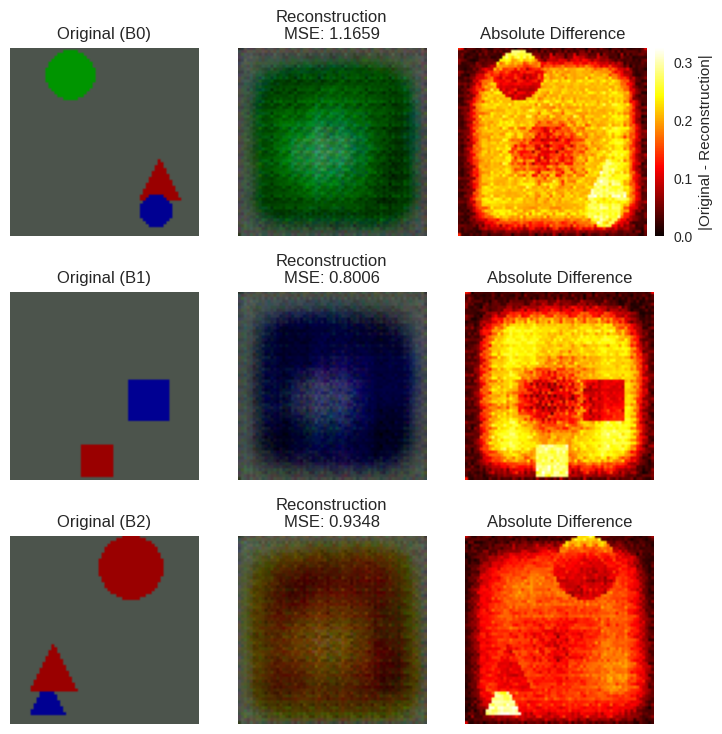 Original (B0)
Reconstruction
MSE: 1.1659
Absolute Difference
0.3
0.2
0.1
0.0
|Original - Reconstruction|
Original (B1)
Reconstruction
MSE: 0.8006
Absolute Difference
Original (B2)
Reconstruction
MSE: 0.9348
Absolute Difference